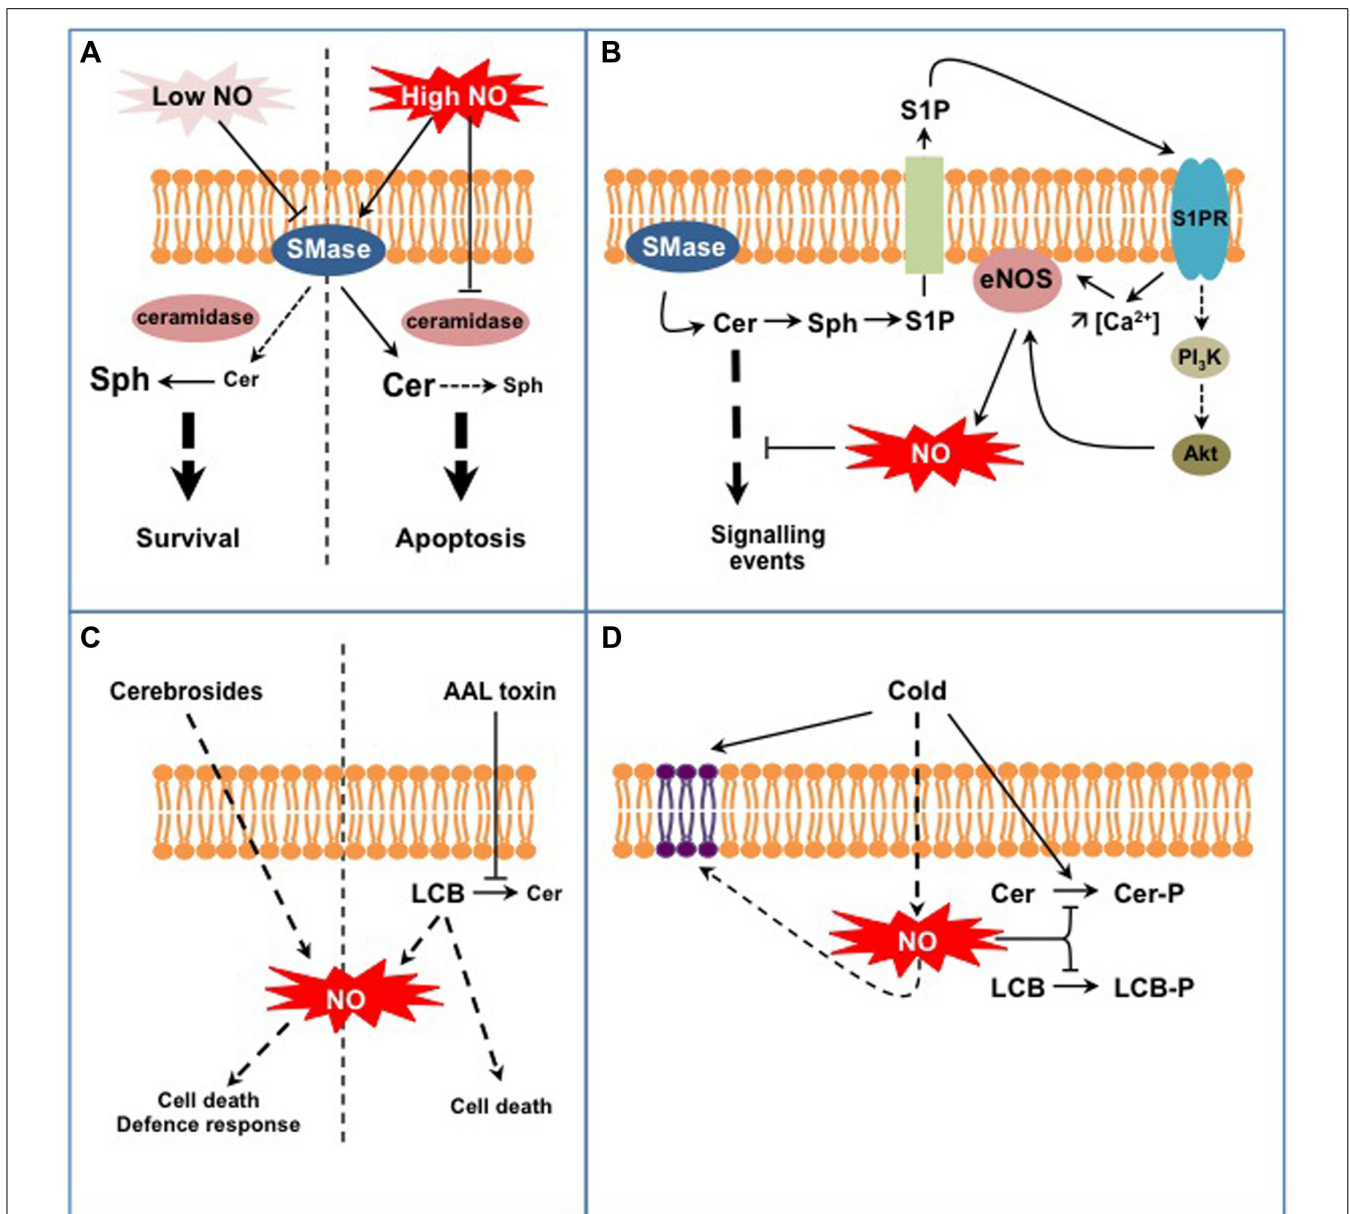 A
Low NO
High NO
SMase
ceramidase
ceramidase
Sph
Cer
Cer
Sph
Survival
Apoptosis
B
S1P
S1PR
SMase
eNOS
Cer
Sph
S1P
[Ca²⁺]
PI₃K
NO
Akt
Signalling
events
C
Cerebrosides
AAL toxin
LCB
Cer
NO
Cell death
Defence response
Cell death
D
Cold
Cer
Cer-P
NO
LCB
LCB-P